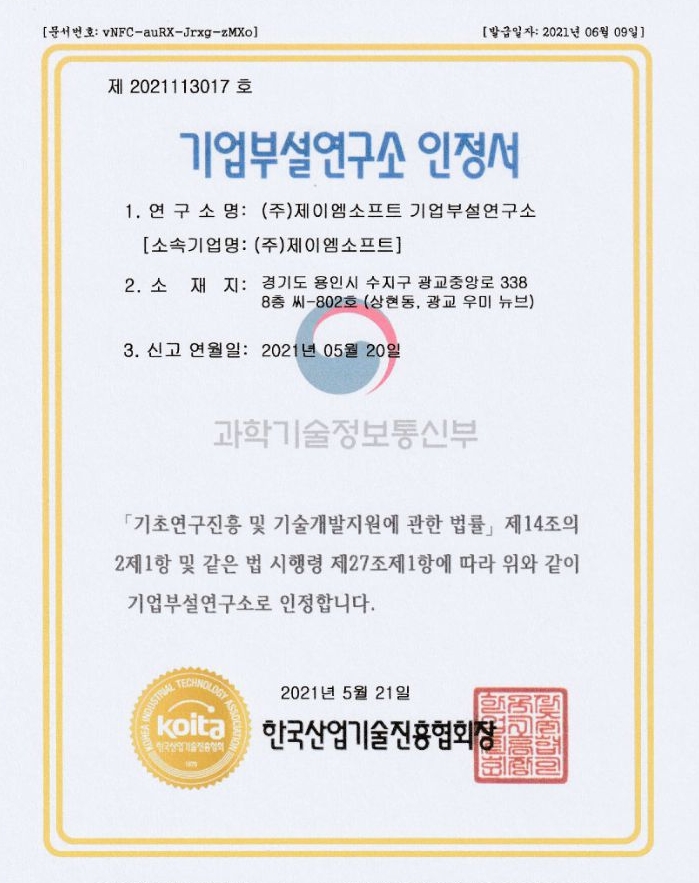 [문서번호: vNFC-auRX-Jrxg-zMXo]
[발급일자: 2021년 06월 09일]
제 2021113017 호
기업부설연구소 인정서
1. 연 구 소 명: (주)제이엠소프트 기업부설연구소
[소속기업명: (주)제이엠소프트]
2. 소 재 지: 경기도 용인시 수지구 광교중앙로 338
8층 씨-802호 (상현동, 광교 우미 뉴브)
3. 신고 연월일: 2021년 05월 20일
과학기술정보통신부
「기초연구진흥 및 기술개발지원에 관한 법률」 제14조의
2제1항 및 같은 법 시행령 제27조제1항에 따라 위와 같이
기업부설연구소로 인정합니다.
2021년 5월 21일
KOREA INDUSTRIAL TECHNOLOGY ASSOCIATION
koita
한국산업기술진흥협회
1979
한국산업기술진흥협회장